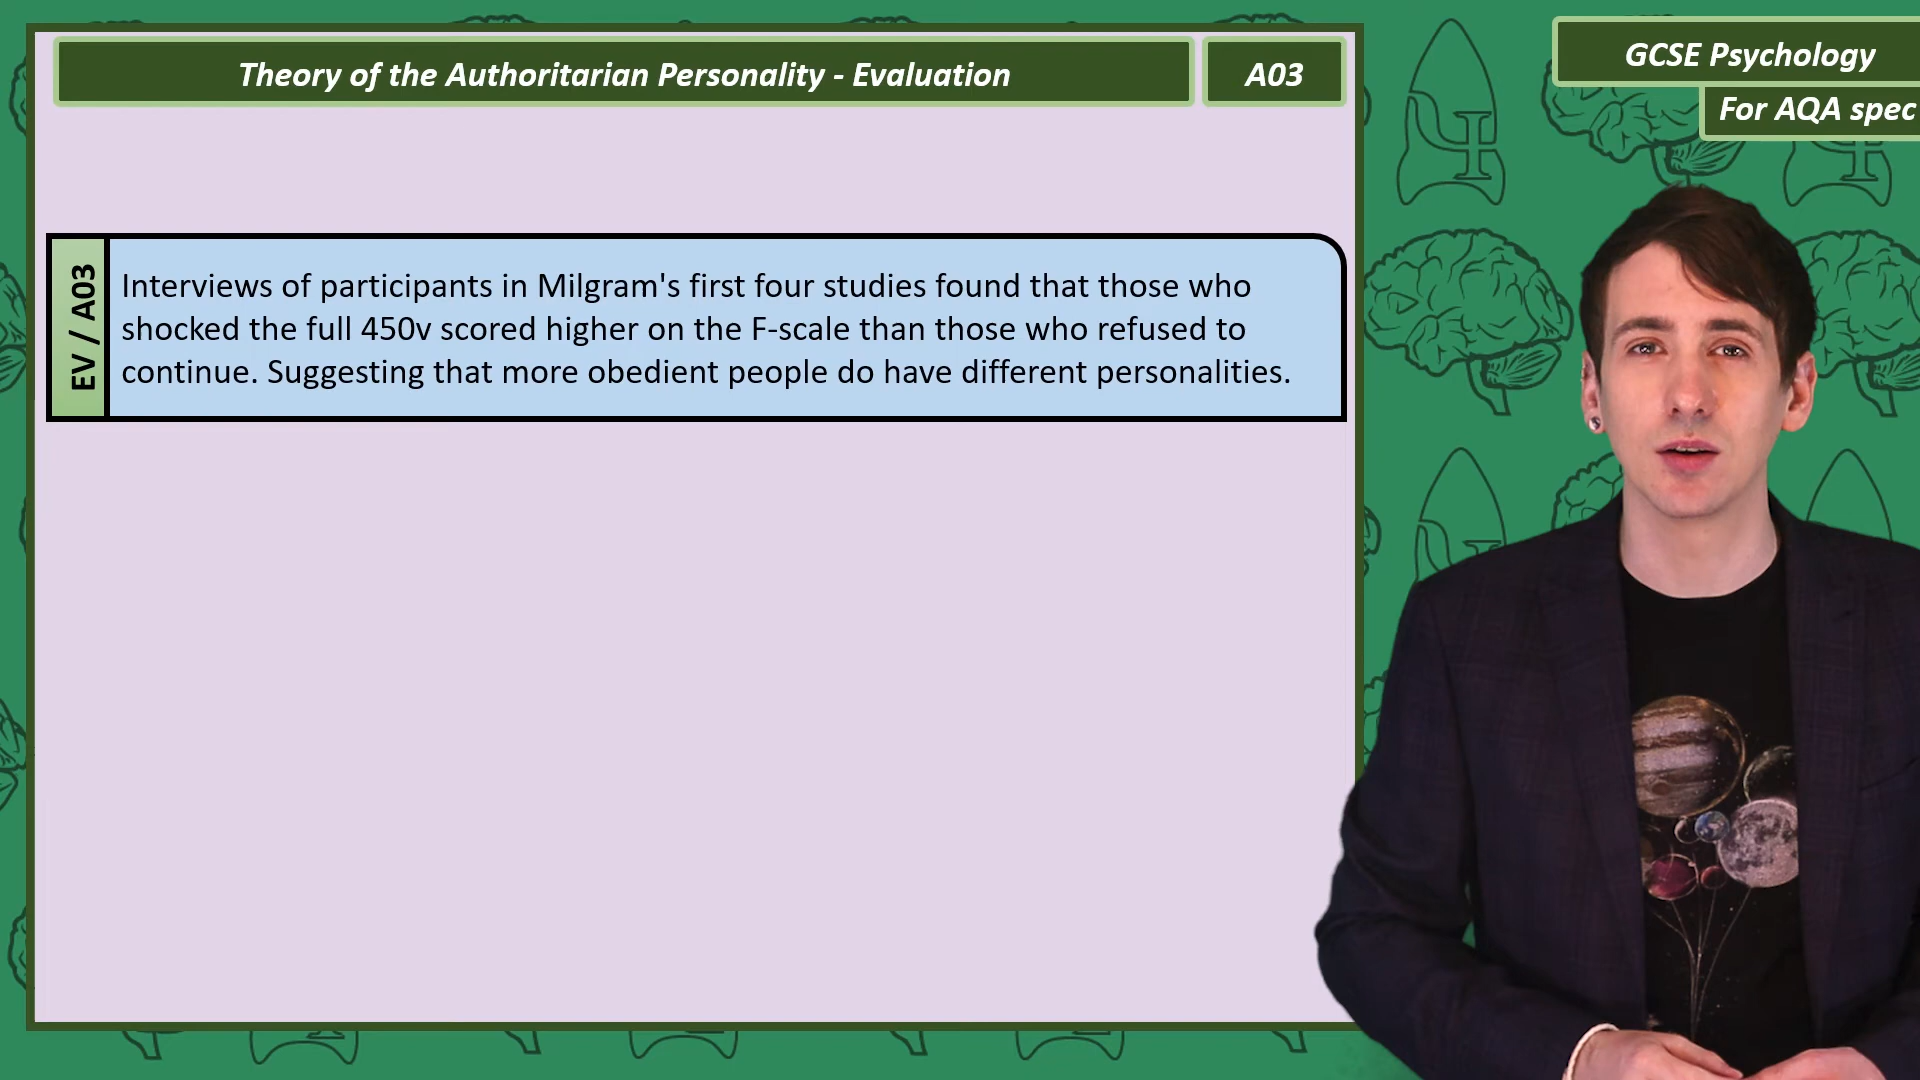 Theory of the Authoritarian Personality - Evaluation
A03
GCSE Psychology
For AQA spec
EV / A03
Interviews of participants in Milgram's first four studies found that those who
shocked the full 450v scored higher on the F-scale than those who refused to
continue. Suggesting that more obedient people do have different personalities.